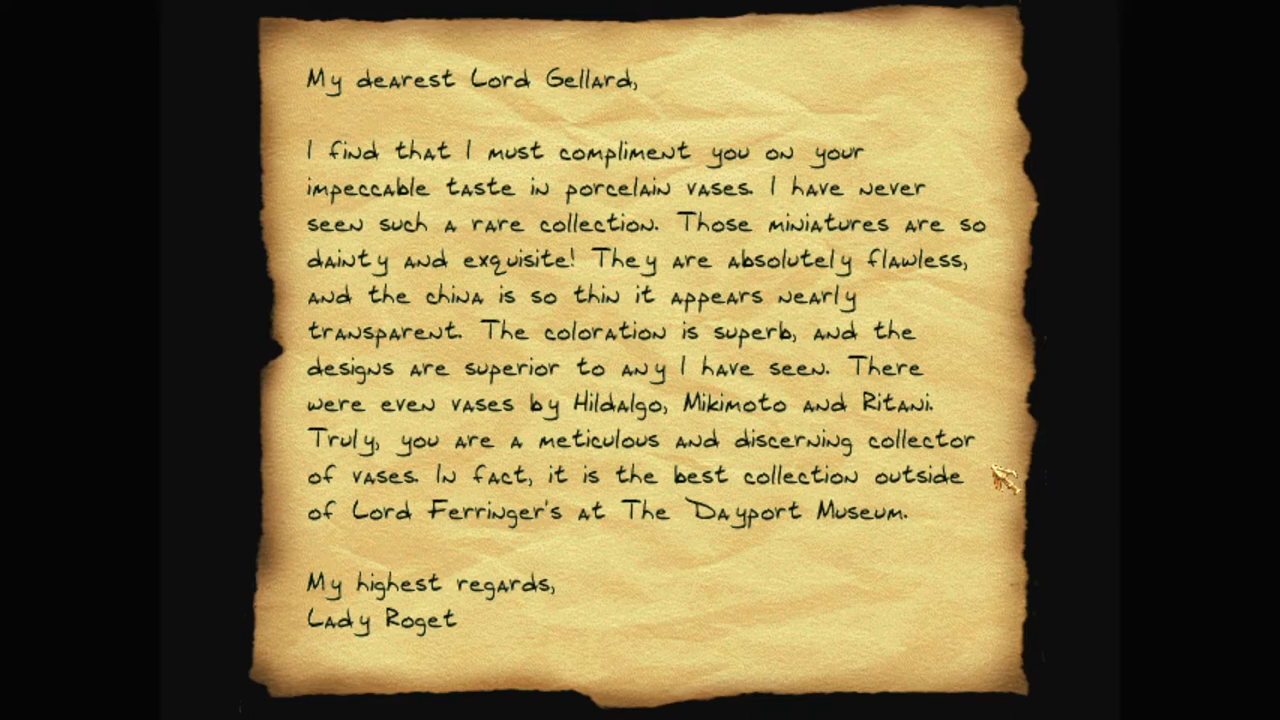 My dearest Lord Gellard,
I find that I must compliment you on your
impeccable taste in porcelain vases. I have never
seen such a rare collection. Those miniatures are so
dainty and exquisite! They are absolutely flawless,
and the china is so thin it appears nearly
transparent. The coloration is superb, and the
designs are superior to any I have seen. There
were even vases by Hildalgo, Mikimoto and Ritani.
Truly, you are a meticulous and discerning collector
of vases. In fact, it is the best collection outside
of Lord Ferringer's at The Dayport Museum.
My highest regards,
Lady Roget